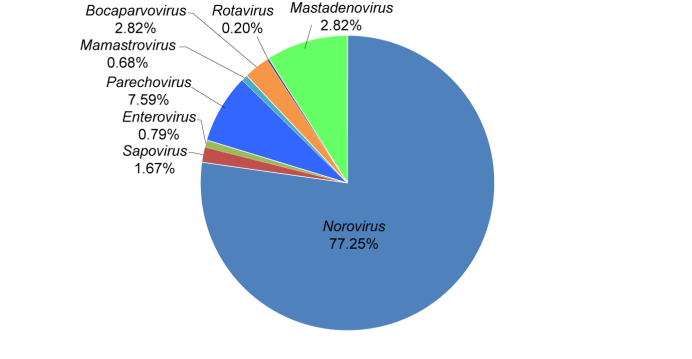 Bocaparvovirus
2.82%
Rotavirus
0.20%
Mastadenovirus
2.82%
Mamastrovirus
0.68%
Parechovirus
7.59%
Enterovirus
0.79%
Sapovirus
1.67%
Norovirus
77.25%